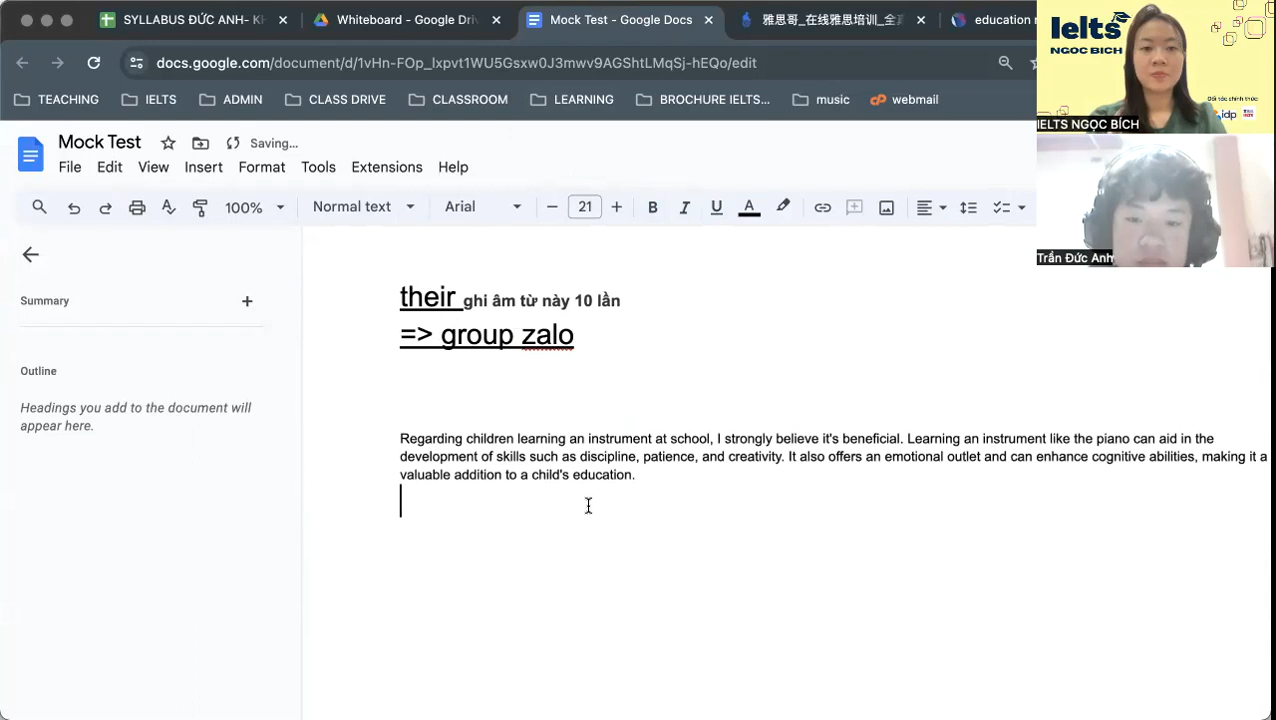 SYLLABUS ĐỨC ANH- KH
Whiteboard - Google Driv
Mock Test - Google Docs
雅思哥_在线雅思培训_全
education
docs.google.com/document/d/1vHn-FOp_lxpvt1WU5Gsxw0J3mwv9AGShtLMqSj-hEQo/edit
TEACHING
IELTS
ADMIN
CLASS DRIVE
CLASSROOM
LEARNING
BROCHURE IELTS...
music
webmail
Ielts
NGOC BICH
Đối tác chính thức:
idp
IELTS NGỌC BÍCH
Trần Đức Anh
Mock Test
Saving...
File Edit View Insert Format Tools Extensions Help
100% Normal text Arial 21 B I U A
Summary
Outline
Headings you add to the document will
appear here.
their ghi âm từ này 10 lần
=> group zalo
Regarding children learning an instrument at school, I strongly believe it's beneficial. Learning an instrument like the piano can aid in the
development of skills such as discipline, patience, and creativity. It also offers an emotional outlet and can enhance cognitive abilities, making it a
valuable addition to a child's education.